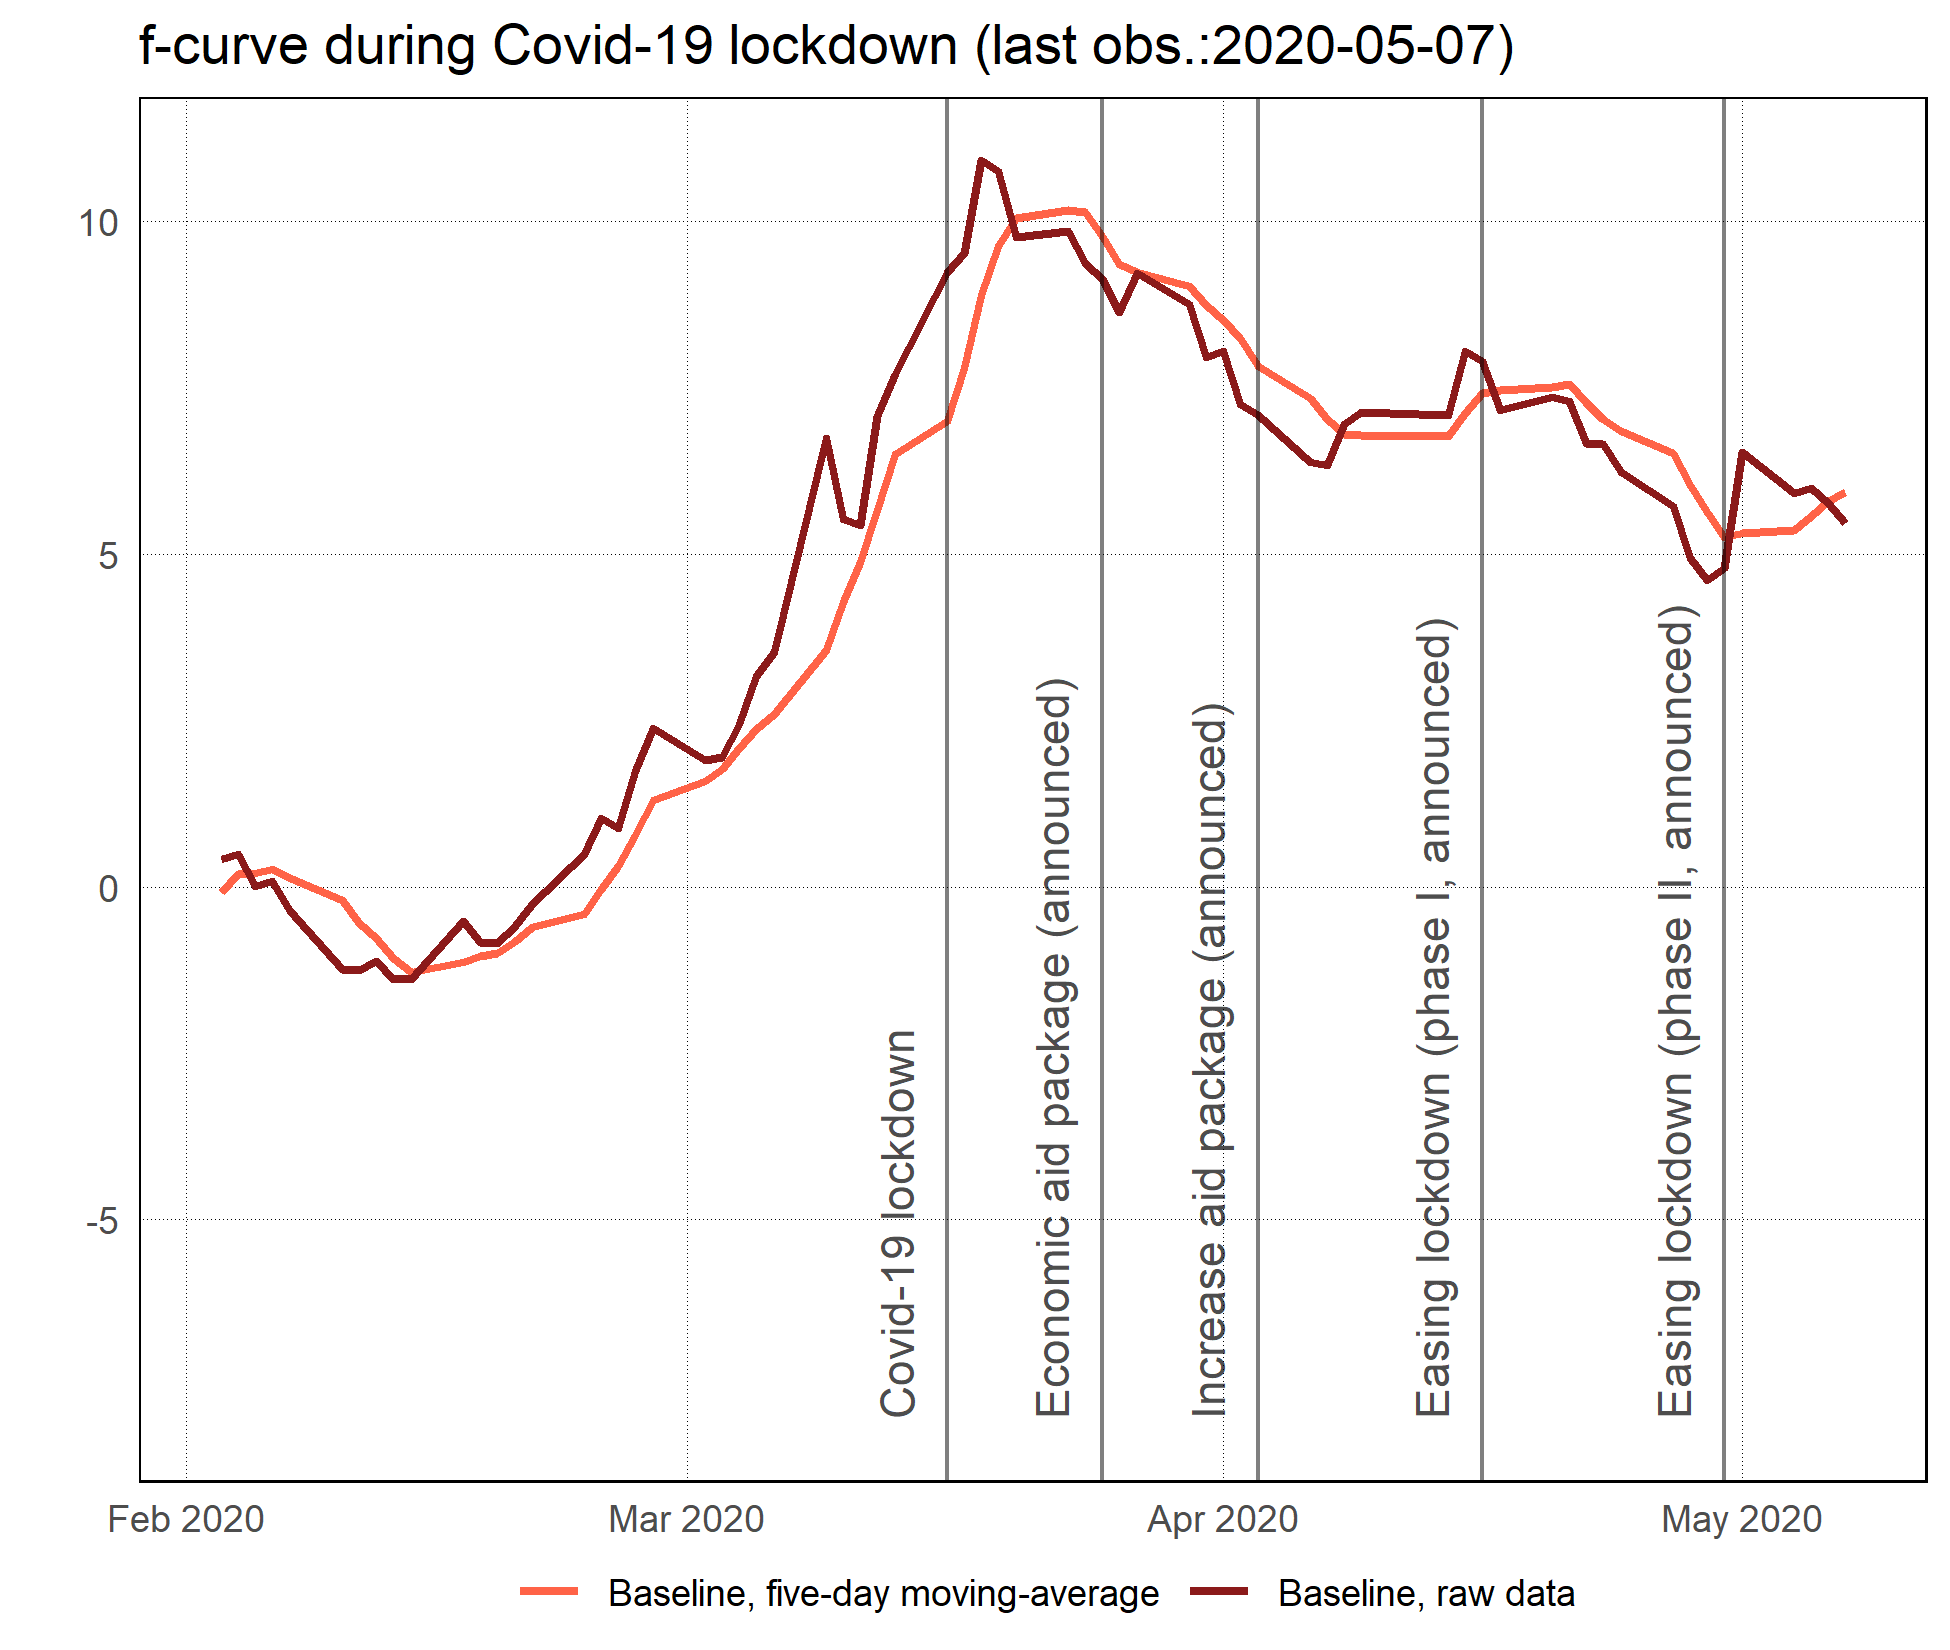 f-curve during Covid-19 lockdown (last obs.:2020-05-07)
10
5
0
-5
Covid-19 lockdown
Economic aid package (announced)
Increase aid package (announced)
Easing lockdown (phase I, announced)
Easing lockdown (phase II, announced)
Feb 2020
Mar 2020
Apr 2020
May 2020
Baseline, five-day moving-average
Baseline, raw data